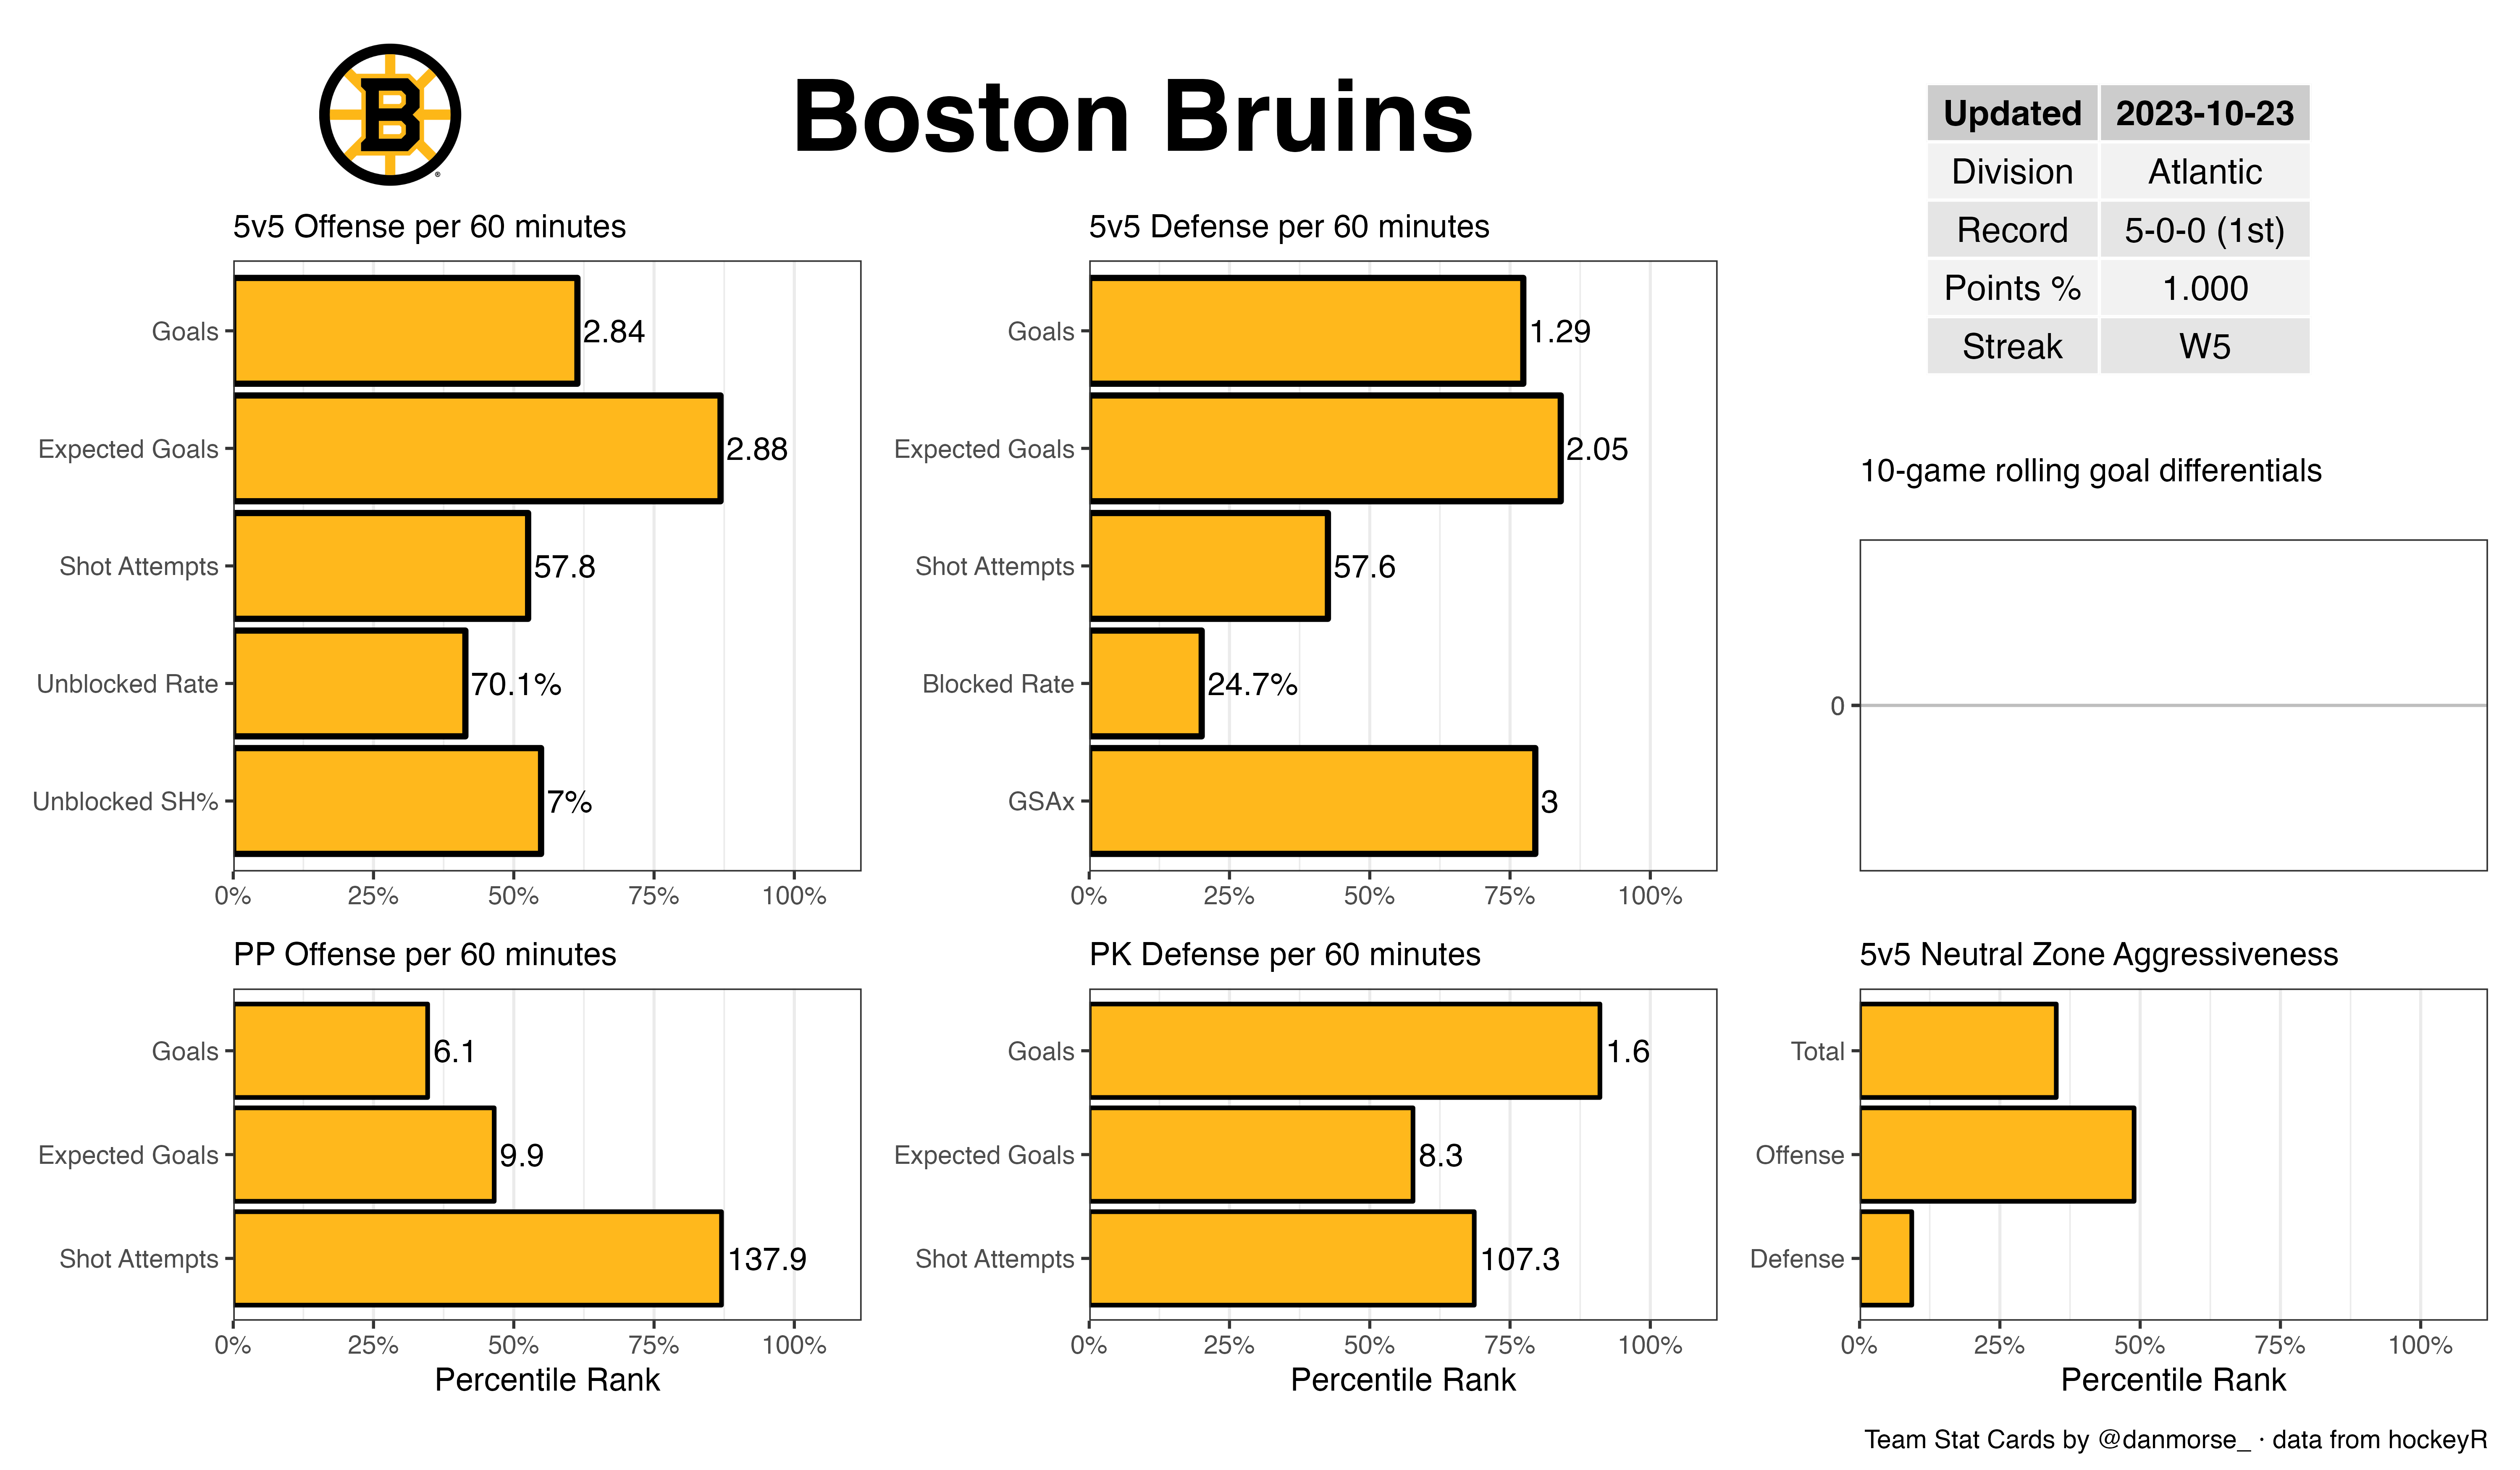 B
®
Boston Bruins
Updated 2023-10-23
Division Atlantic
Record 5-0-0 (1st)
Points % 1.000
Streak W5
5v5 Offense per 60 minutes
Goals 2.84
Expected Goals 2.88
Shot Attempts 57.8
Unblocked Rate 70.1%
Unblocked SH% 7%
0% 25% 50% 75% 100%
5v5 Defense per 60 minutes
Goals 1.29
Expected Goals 2.05
Shot Attempts 57.6
Blocked Rate 24.7%
GSAx 3
0% 25% 50% 75% 100%
10-game rolling goal differentials
0
PP Offense per 60 minutes
Goals 6.1
Expected Goals 9.9
Shot Attempts 137.9
0% 25% 50% 75% 100%
Percentile Rank
PK Defense per 60 minutes
Goals 1.6
Expected Goals 8.3
Shot Attempts 107.3
0% 25% 50% 75% 100%
Percentile Rank
5v5 Neutral Zone Aggressiveness
Total
Offense
Defense
0% 25% 50% 75% 100%
Percentile Rank
Team Stat Cards by @danmorse_ · data from hockeyR